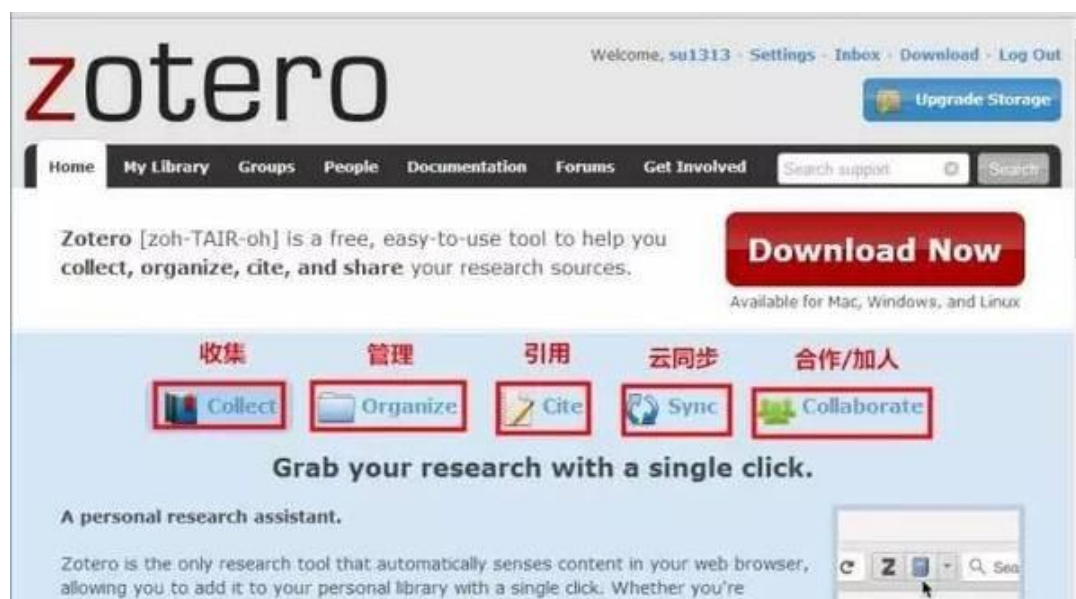 zotero
Welcome, su1313 · Settings · Inbox · Download · Log Out
Upgrade Storage
Home My Library Groups People Documentation Forums Get Involved Search support Search
Zotero [zoh-TAIR-oh] is a free, easy-to-use tool to help you
collect, organize, cite, and share your research sources.
Download Now
Available for Mac, Windows, and Linux
收集 管理 引用 云同步 合作/加人
Collect Organize Cite Sync Collaborate
Grab your research with a single click.
A personal research assistant.
Zotero is the only research tool that automatically senses content in your web browser,
allowing you to add it to your personal library with a single click. Whether you're
Z Sea